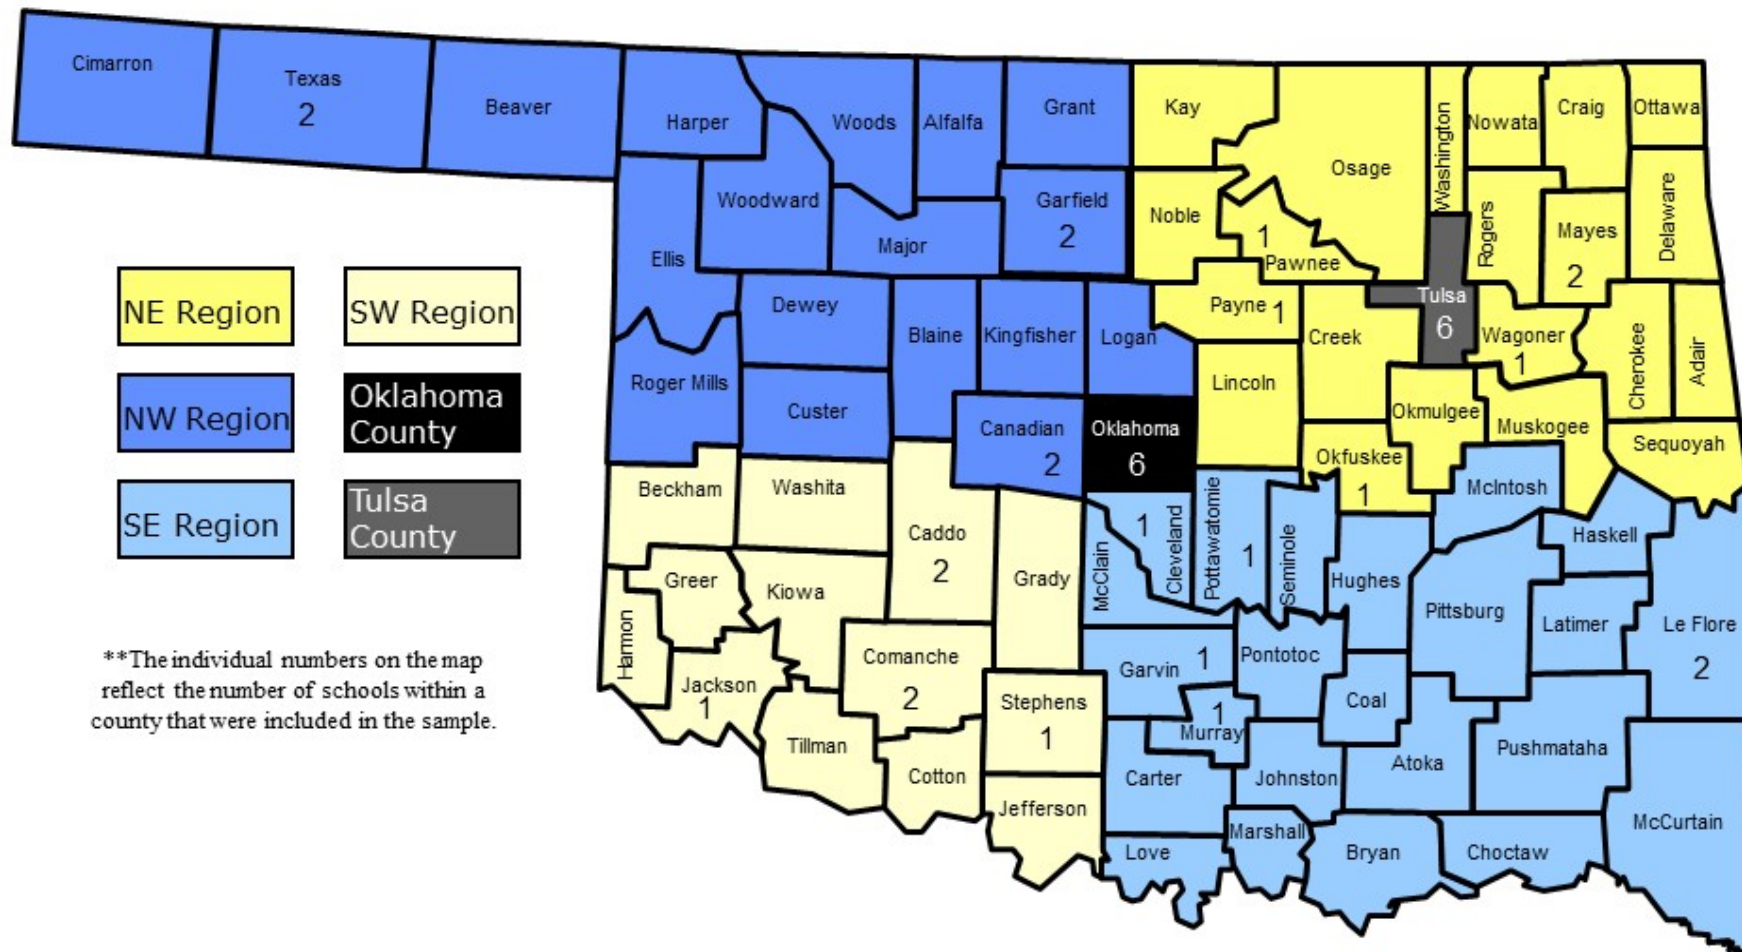 Cimarron
Texas
2
Beaver
Harper
Woods
Alfalfa
Grant
Kay
Osage
Washington
Nowata
Craig
Ottawa
Woodward
Garfield
2
Noble
1
Pawnee
Rogers
Mayes
2
Delaware
Ellis
Major
Dewey
Blaine
Kingfisher
Logan
Payne 1
Creek
Tulsa
6
Wagoner
1
Cherokee
Adair
Roger Mills
Custer
Canadian
2
Oklahoma
6
Lincoln
Okmulgee
Muskogee
Sequoyah
Okfuskee
1
NE Region
SW Region
NW Region
Oklahoma
County
SE Region
Tulsa
County
Beckham
Washita
Caddo
2
Grady
McClain
1
Cleveland
Pottawatomie
1
Seminole
Hughes
McIntosh
Haskell
Greer
Kiowa
Harmon
Jackson
1
Comanche
2
Stephens
1
Tillman
Cotton
Jefferson
Garvin 1
Pontotoc
Pittsburg
Latimer
Le Flore
2
Coal
1
Murray
Carter
Johnston
Atoka
Pushmataha
McCurtain
Love
Marshall
Bryan
Choctaw
**The individual numbers on the map
reflect the number of schools within a
county that were included in the sample.